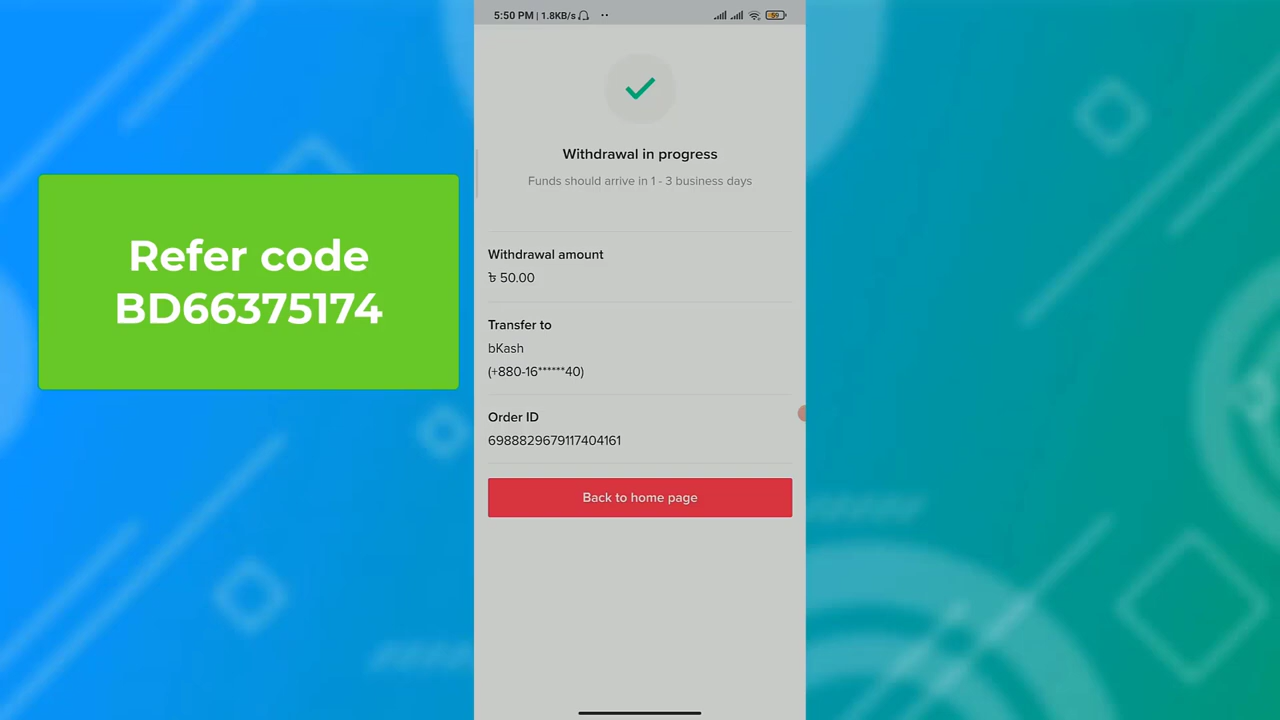 5:50 PM | 1.8KB/s
59
Refer code
BD66375174
Withdrawal in progress
Funds should arrive in 1 - 3 business days
Withdrawal amount
৳ 50.00
Transfer to
bKash
(+880-16******40)
Order ID
6988829679117404161
Back to home page